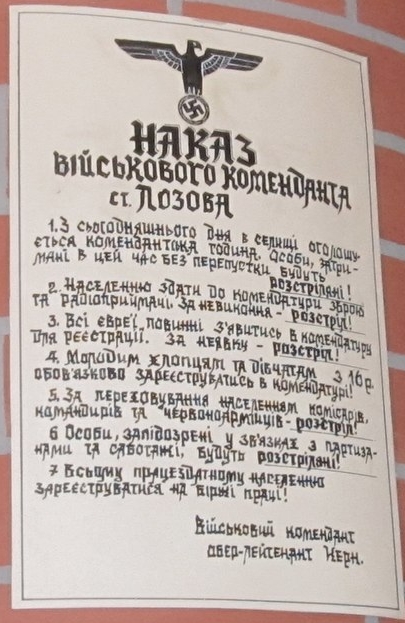 НАКАЗ
ВІЙСЬКОВОГО КОМЕНДАНТА
ст. ЛОЗОВА
1. З сьогодняшнього дня в селищі оголошу-
ється комендантська година. Особи, затри-
мані в цей час без перепустки будуть
розстріляні!
2. Населенню здати до комендатури зброю
та радіоприймачі. За невиконання - розстріл!
3. Всі євреї повинні з'явитись в комендатуру
для реєстрації. За неявку - розстріл!
4. Молодим хлопцям та дівчатам з 16 р.
обов'язково зареєструватись в комендатурі!
5. За переховування населенням комісарів,
командирів та червоноармійців - розстріл!
6 Особи, запідозрені у зв'язках з партиза-
нами та саботажі, будуть розстріляні!
7 Всьому працездатному населенню
зареєструватися на біржі праці!
Військовий комендант
обер-лейтенант Керн.